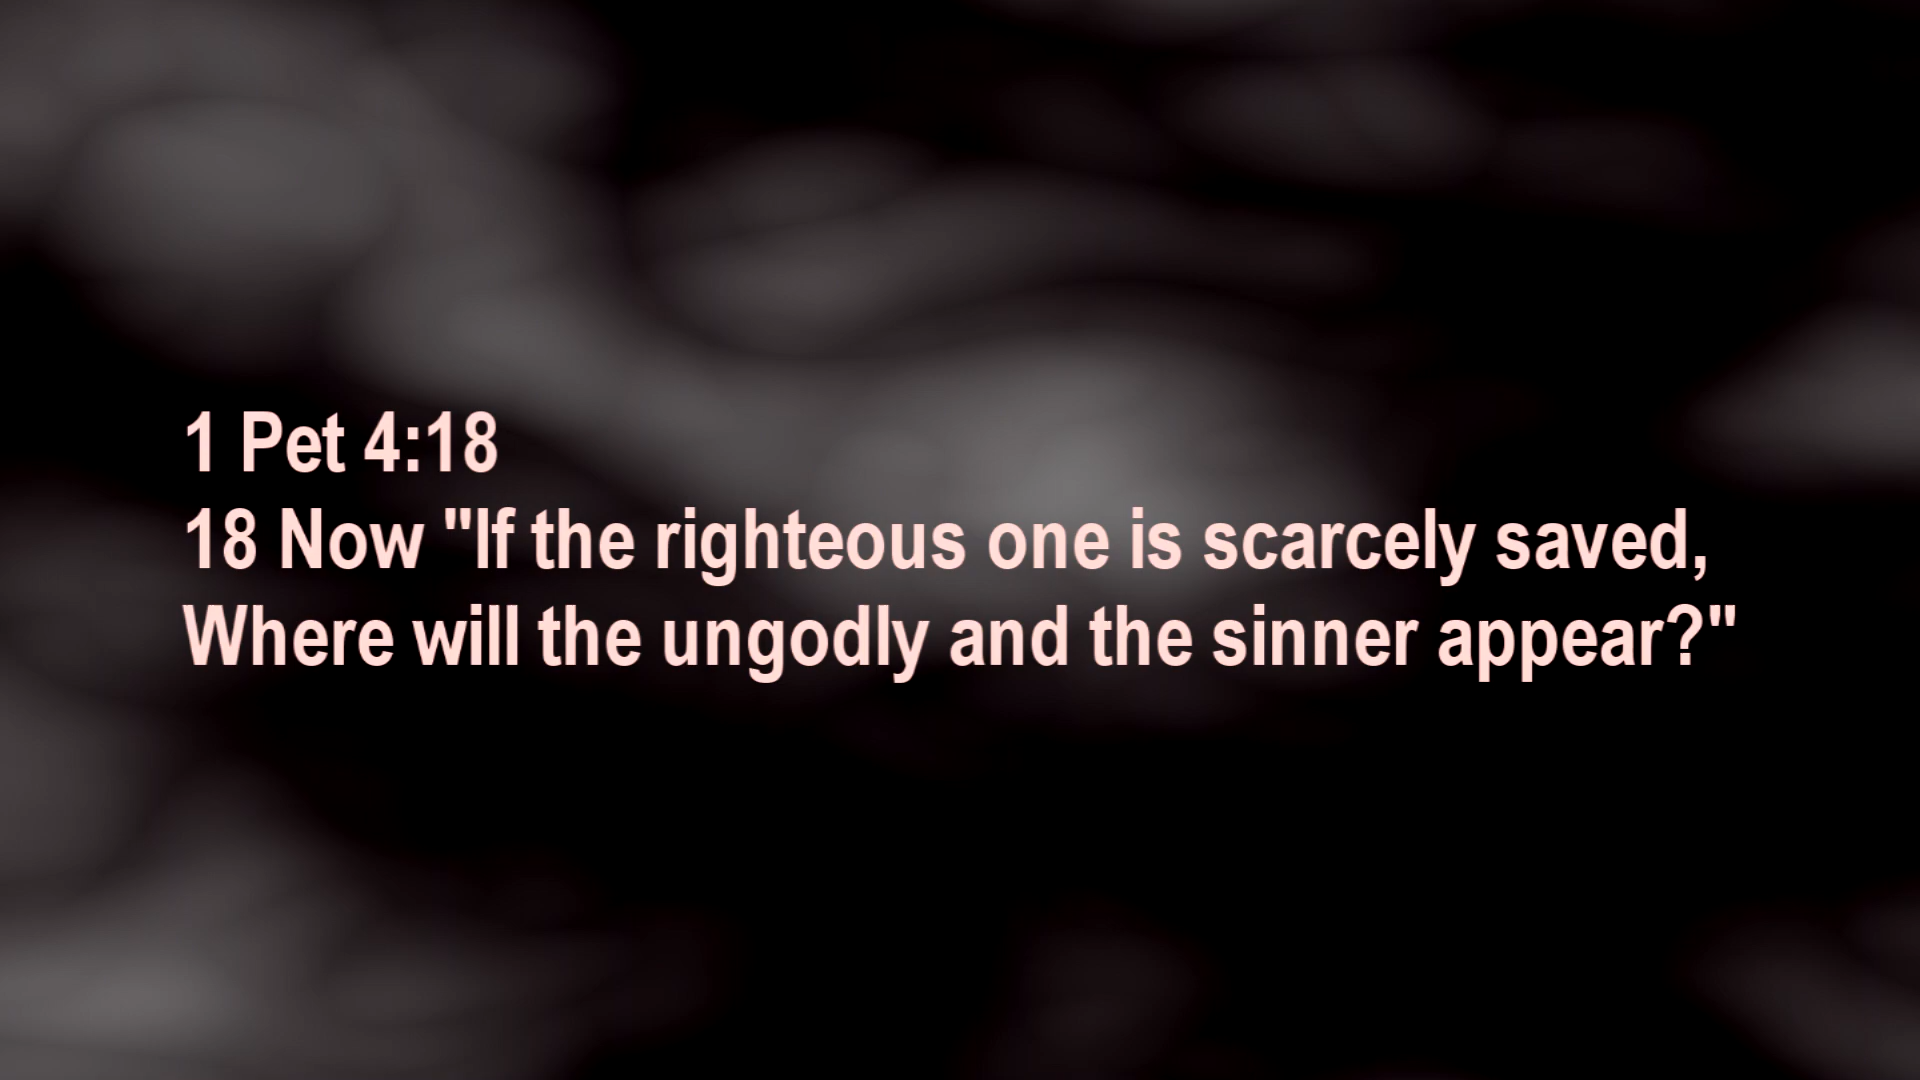 1 Pet 4:18
18 Now "If the righteous one is scarcely saved,
Where will the ungodly and the sinner appear?"